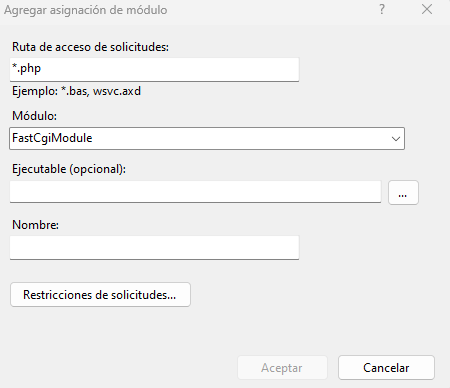 Agregar asignación de módulo
?
Ruta de acceso de solicitudes:
*.php
Ejemplo: *.bas, wsvc.axd
Módulo:
FastCgiModule
Ejecutable (opcional):
...
Nombre:
Restricciones de solicitudes...
Aceptar
Cancelar